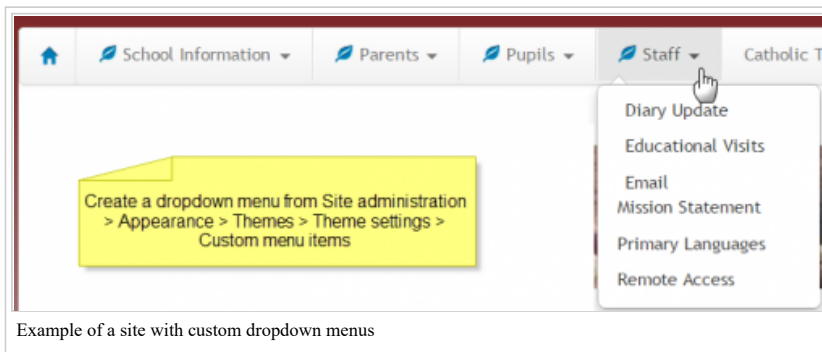 School Information
Parents
Pupils
Staff
Catholic T
Diary Update
Educational Visits
Email
Mission Statement
Primary Languages
Remote Access
Create a dropdown menu from Site administration
> Appearance > Themes > Theme settings >
Custom menu items
Example of a site with custom dropdown menus